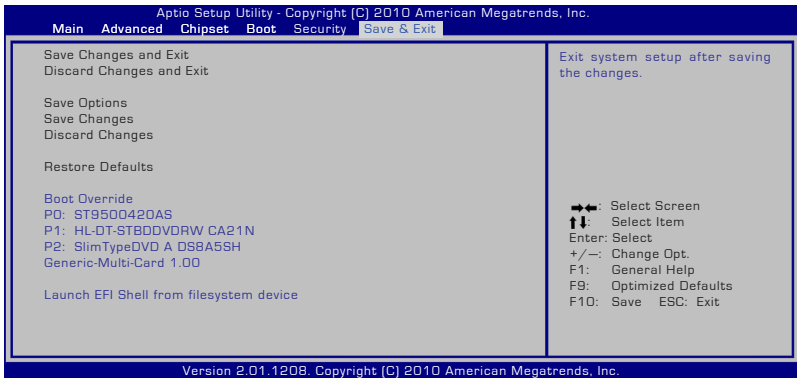 Aptio Setup Utility - Copyright (C) 2010 American Megatrends, Inc.
Main Advanced Chipset Boot Security Save & Exit
Save Changes and Exit
Discard Changes and Exit
Save Options
Save Changes
Discard Changes
Restore Defaults
Boot Override
P0: ST9500420AS
P1: HL-DT-STBDDVDRW CA21N
P2: SlimTypeDVD A DS8A5SH
Generic-Multi-Card 1.00
Launch EFI Shell from filesystem device
Exit system setup after saving
the changes.
→←: Select Screen
↑↓: Select Item
Enter: Select
+/—: Change Opt.
F1: General Help
F9: Optimized Defaults
F10: Save ESC: Exit
Version 2.01.1208. Copyright (C) 2010 American Megatrends, Inc.